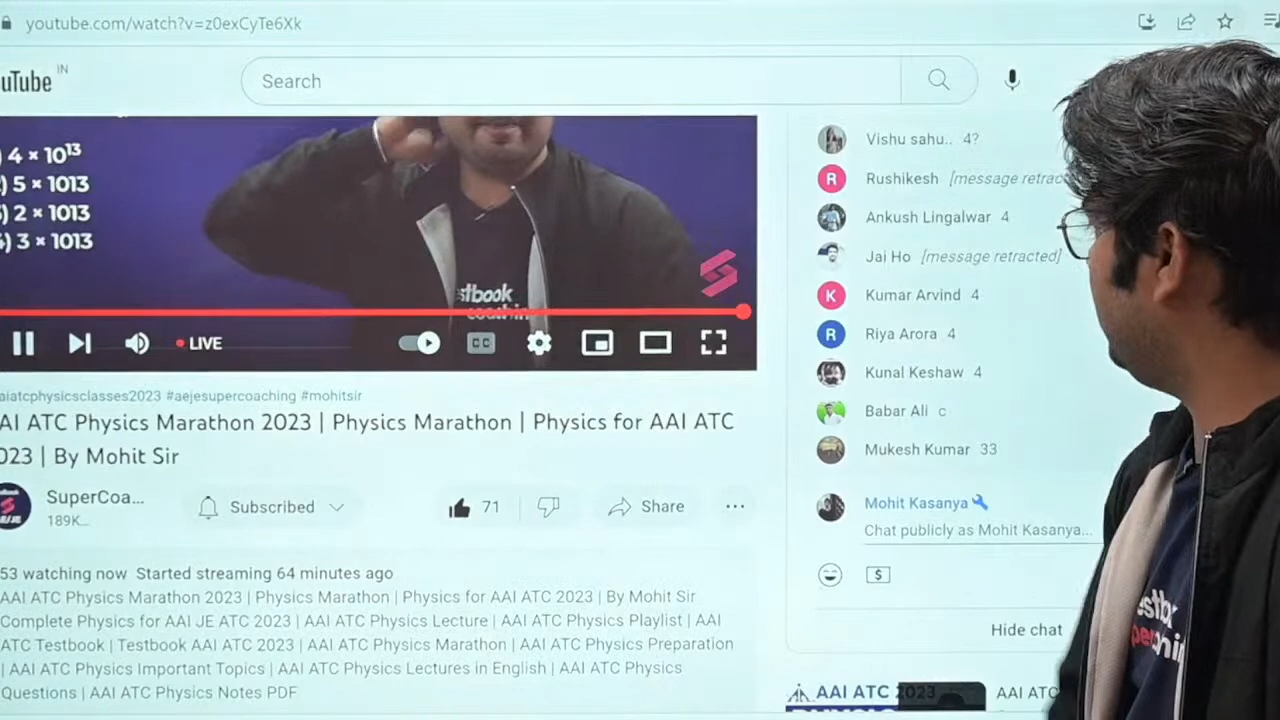 youtube.com/watch?v=z0exCyTe6Xk
uTube IN
Search
) 4 × 10¹³
) 5 × 1013
) 2 × 1013
) 3 × 1013
stbook
coachin
LIVE
CC
aiatcphysicsclasses2023 #aejesupercoaching #mohitsir
AI ATC Physics Marathon 2023 | Physics Marathon | Physics for AAI ATC
023 | By Mohit Sir
SuperCoa...
189K...
Subscribed
71
Share
53 watching now Started streaming 64 minutes ago
AAI ATC Physics Marathon 2023 | Physics Marathon | Physics for AAI ATC 2023 | By Mohit Sir
Complete Physics for AAI JE ATC 2023 | AAI ATC Physics Lecture | AAI ATC Physics Playlist | AAI
ATC Testbook | Testbook AAI ATC 2023 | AAI ATC Physics Marathon | AAI ATC Physics Preparation
| AAI ATC Physics Important Topics | AAI ATC Physics Lectures in English | AAI ATC Physics
Questions | AAI ATC Physics Notes PDF
Vishu sahu.. 4?
R Rushikesh [message retrac
Ankush Lingalwar 4
Jai Ho [message retracted]
K Kumar Arvind 4
R Riya Arora 4
Kunal Keshaw 4
Babar Ali c
Mukesh Kumar 33
Mohit Kasanya
Chat publicly as Mohit Kasanya...
$
Hide chat
AAI ATC 2023
AAI ATC
estbo